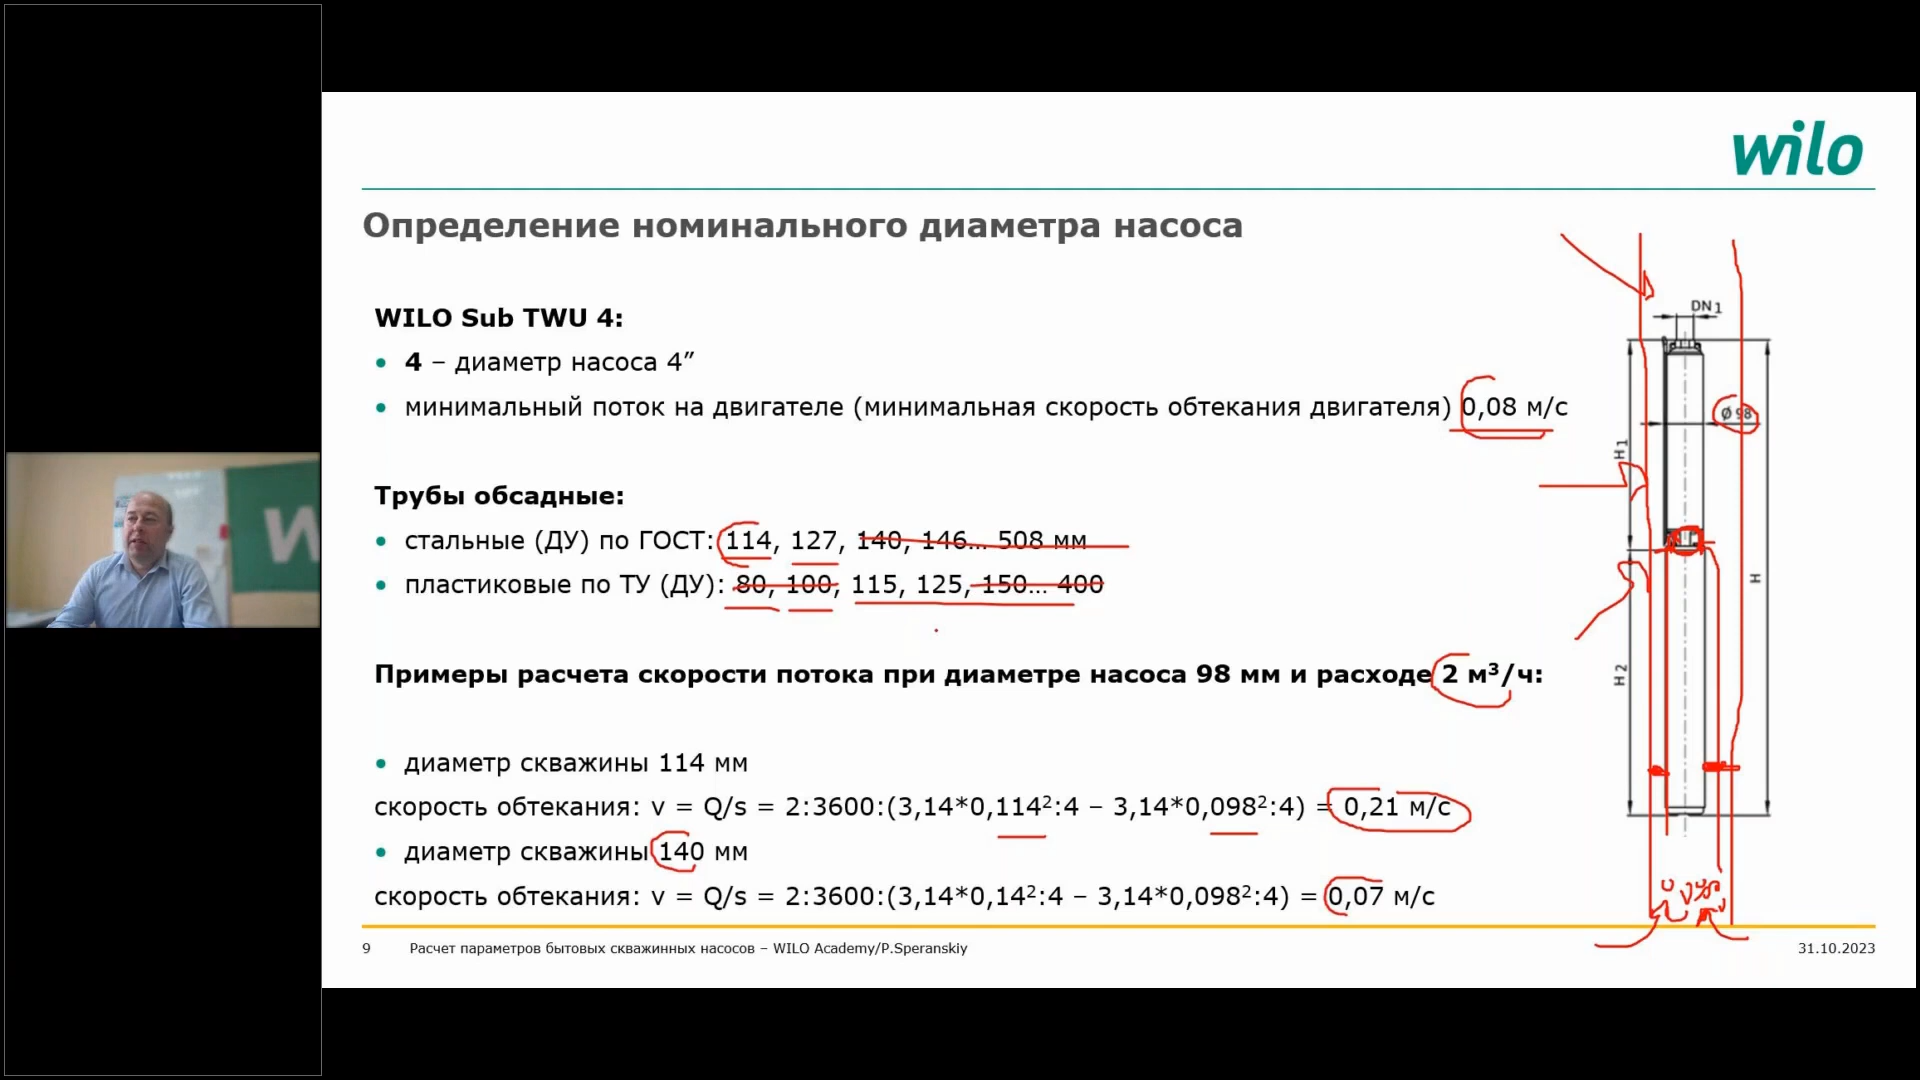 wilo
Определение номинального диаметра насоса
WILO Sub TWU 4:
• 4 – диаметр насоса 4”
• минимальный поток на двигателе (минимальная скорость обтекания двигателя) 0,08 м/с
Трубы обсадные:
• стальные (ДУ) по ГОСТ: 114, 127, 140, 146… 508 мм
• пластиковые по ТУ (ДУ): 80, 100, 115, 125, 150… 400
Примеры расчета скорости потока при диаметре насоса 98 мм и расходе 2 м³/ч:
• диаметр скважины 114 мм
скорость обтекания: v = Q/s = 2:3600:(3,14*0,114²:4 – 3,14*0,098²:4) = 0,21 м/с
• диаметр скважины 140 мм
скорость обтекания: v = Q/s = 2:3600:(3,14*0,14²:4 – 3,14*0,098²:4) = 0,07 м/с
DN1
Ø 98
H1
H
H2
9 Расчет параметров бытовых скважинных насосов – WILO Academy/P.Speranskiy 31.10.2023
W